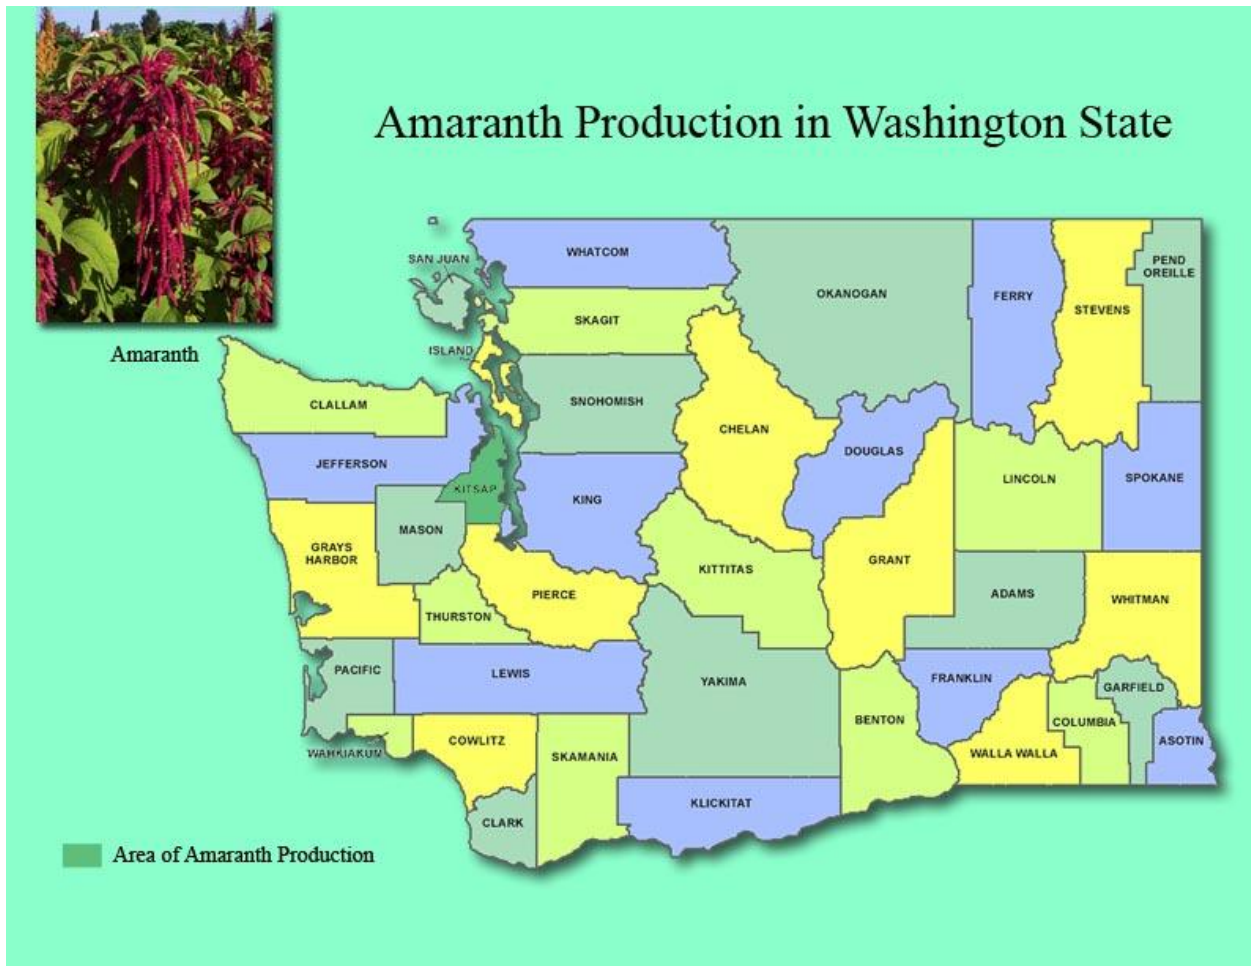 Amaranth Production in Washington State
Amaranth
WHATCOM
SAN JUAN
SKAGIT
ISLAND
OKANOGAN
FERRY
STEVENS
PEND
OREILLE
CLALLAM
SNOHOMISH
CHELAN
DOUGLAS
JEFFERSON
KITSAP
KING
LINCOLN
SPOKANE
MASON
GRAYS
HARBOR
KITTITAS
GRANT
ADAMS
WHITMAN
PIERCE
THURSTON
PACIFIC
LEWIS
YAKIMA
FRANKLIN
GARFIELD
COLUMBIA
BENTON
ASOTIN
WALLA WALLA
WAHKIAKUM
COWLITZ
SKAMANIA
KLICKITAT
CLARK
Area of Amaranth Production